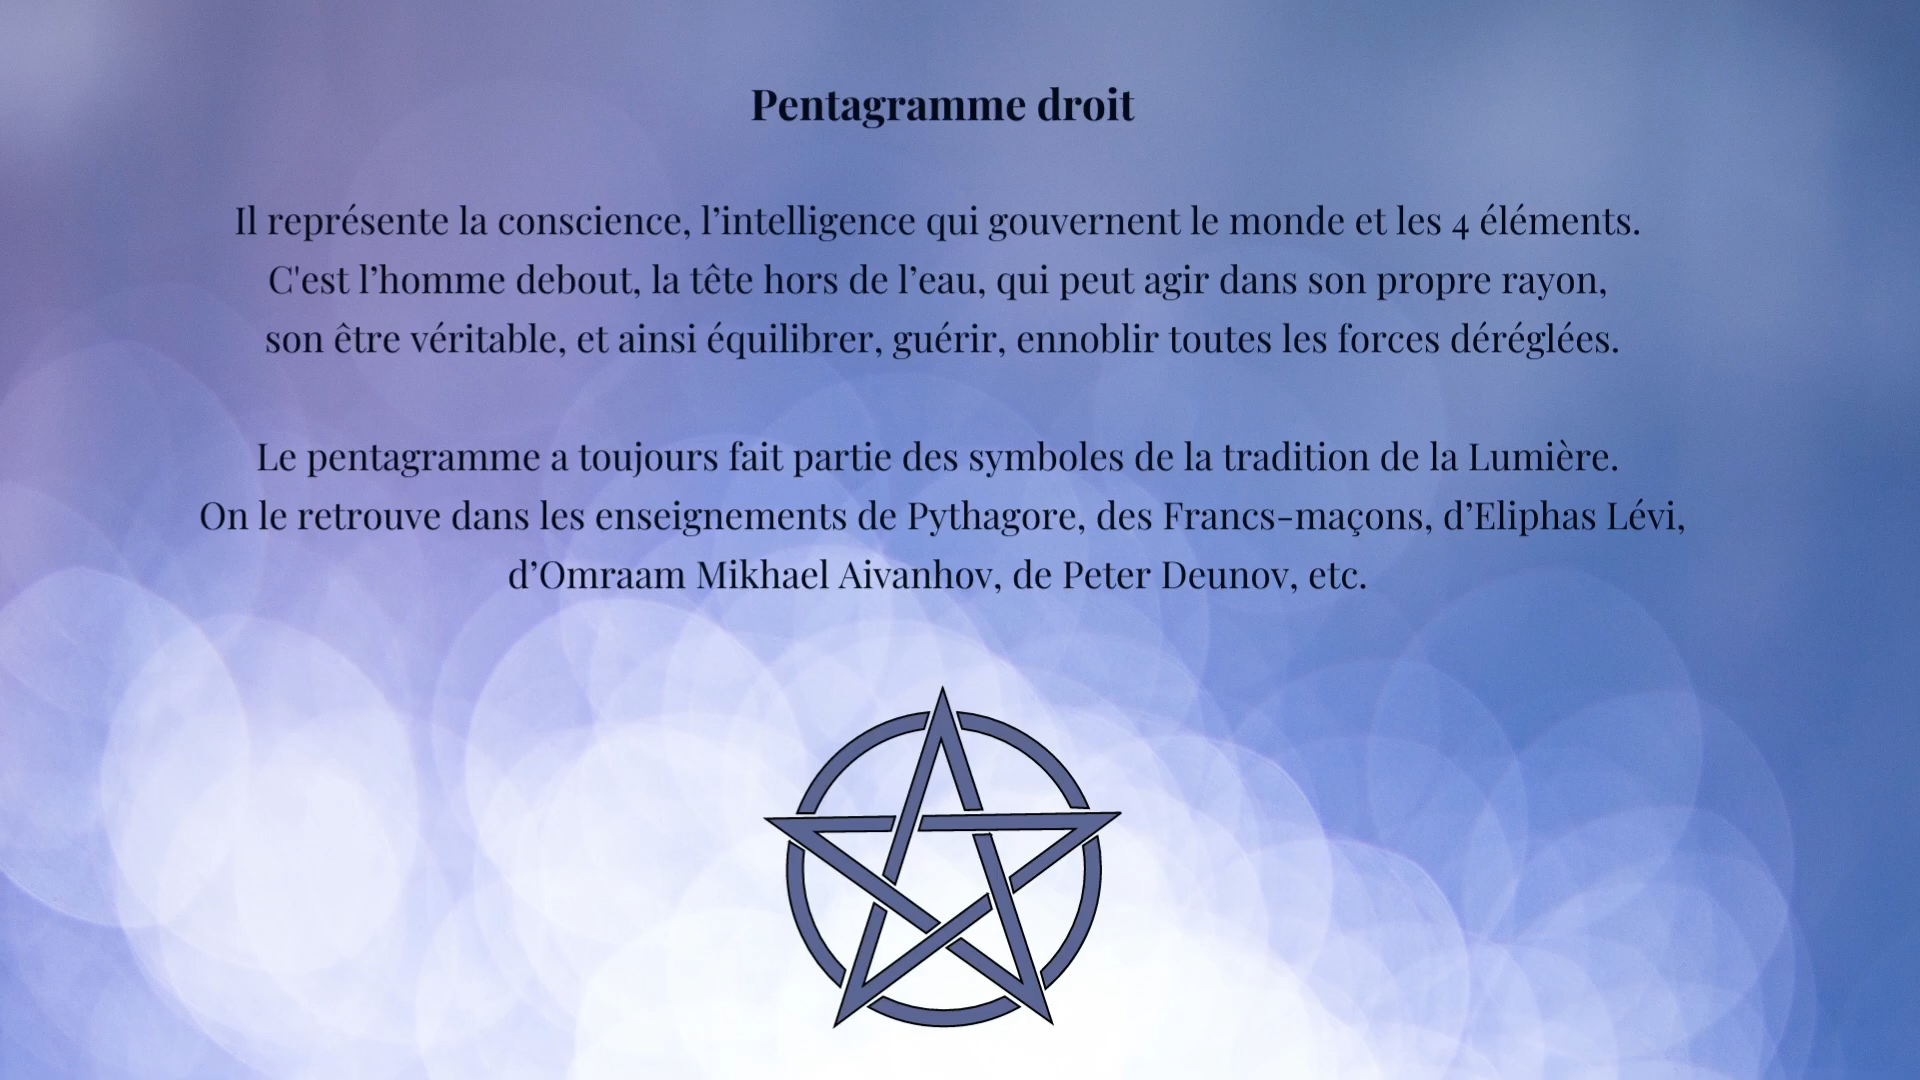 Pentagramme droit
Il représente la conscience, l’intelligence qui gouvernent le monde et les 4 éléments.
C'est l’homme debout, la tête hors de l’eau, qui peut agir dans son propre rayon,
son être véritable, et ainsi équilibrer, guérir, ennoblir toutes les forces déréglées.
Le pentagramme a toujours fait partie des symboles de la tradition de la Lumière.
On le retrouve dans les enseignements de Pythagore, des Francs-maçons, d’Eliphas Lévi,
d’Omraam Mikhael Aivanhov, de Peter Deunov, etc.